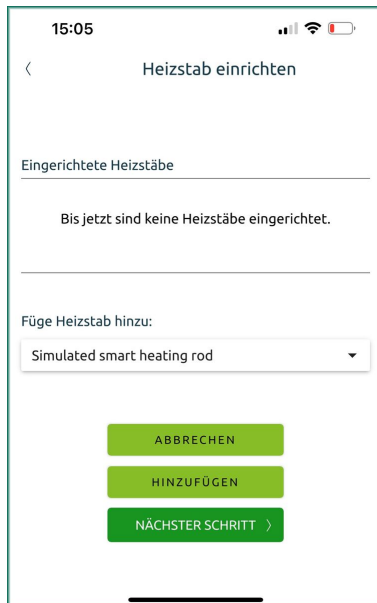 15:05
Heizstab einrichten
Eingerichtete Heizstäbe
Bis jetzt sind keine Heizstäbe eingerichtet.
Füge Heizstab hinzu:
Simulated smart heating rod
ABBRECHEN
HINZUFÜGEN
NÄCHSTER SCHRITT